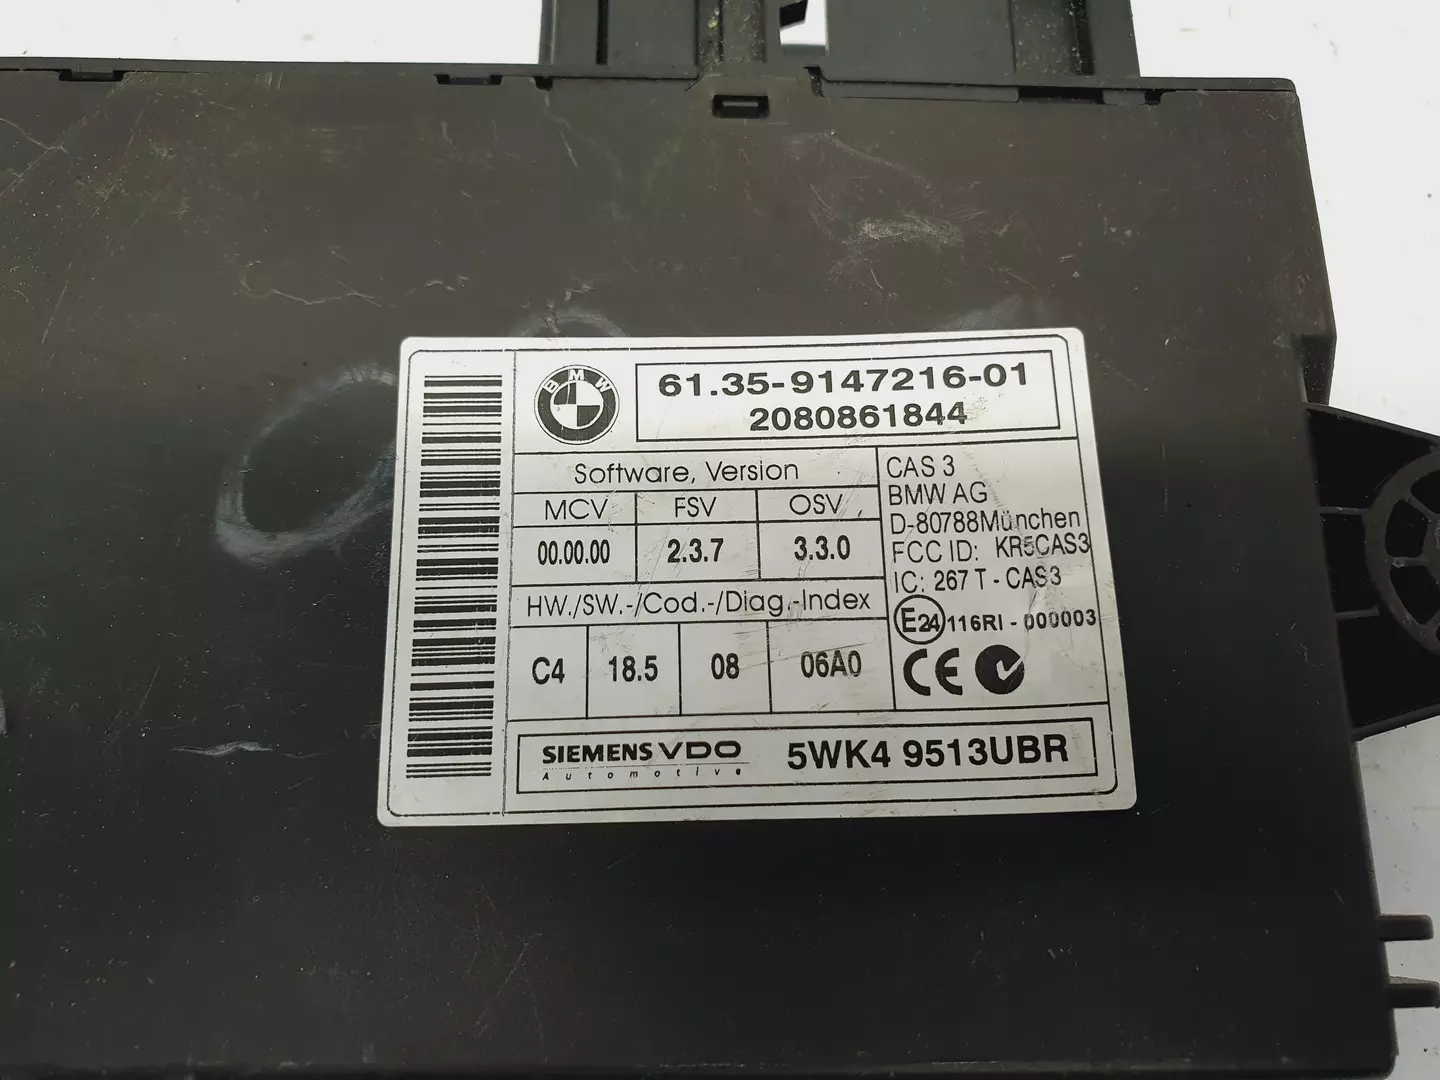 BMW
61.35-9147216-01
2080861844
Software, Version
MCV FSV OSV
00.00.00 2.3.7 3.3.0
HW./SW.-/Cod.-/Diag.-Index
C4 18.5 08 06A0
CAS 3
BMW AG
D-80788München
FCC ID: KR5CAS3
IC: 267 T - CAS3
E24 116RI - 000003
CE
SIEMENS VDO
Automotive
5WK4 9513UBR